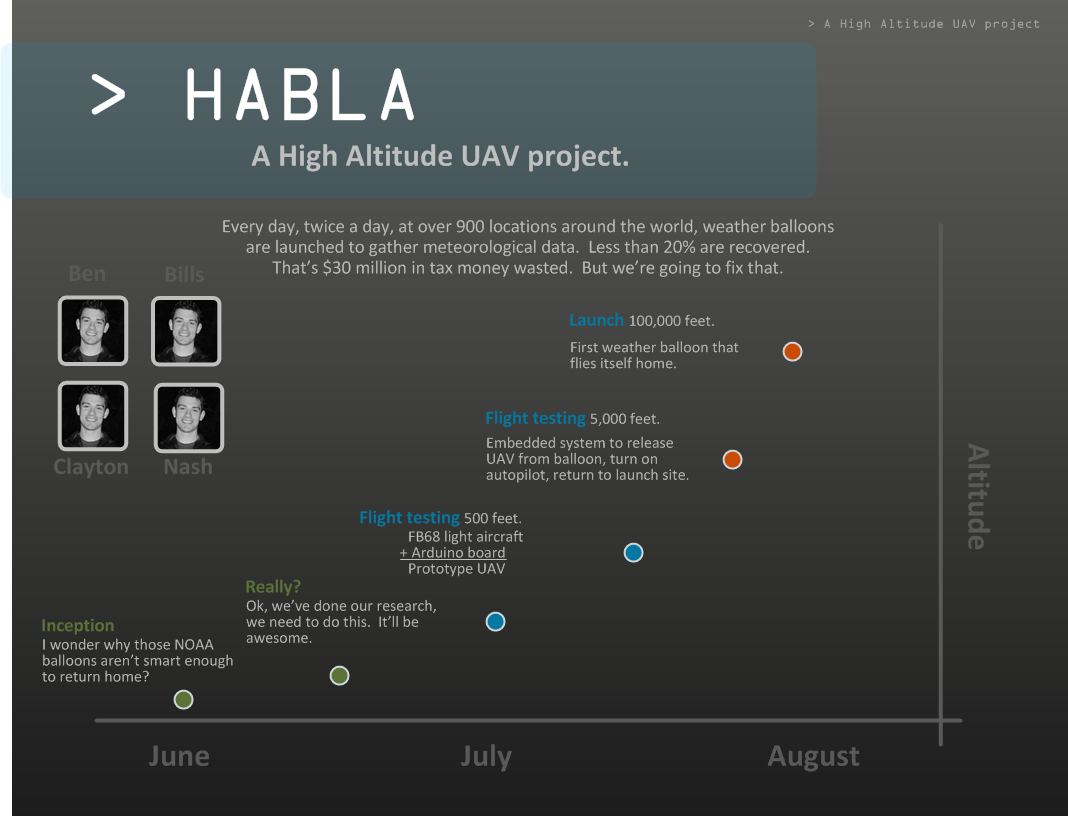 > A High Altitude UAV project
> HABLA
A High Altitude UAV project.
Every day, twice a day, at over 900 locations around the world, weather balloons
are launched to gather meteorological data.  Less than 20% are recovered.
That's $30 million in tax money wasted.  But we're going to fix that.
Ben
Bills
Clayton
Nash
Launch 100,000 feet.
First weather balloon that
flies itself home.
Flight testing 5,000 feet.
Embedded system to release
UAV from balloon, turn on
autopilot, return to launch site.
Flight testing 500 feet.
FB68 light aircraft
+ Arduino board
Prototype UAV
Really?
Ok, we've done our research,
we need to do this.  It'll be
awesome.
Inception
I wonder why those NOAA
balloons aren't smart enough
to return home?
Altitude
June
July
August